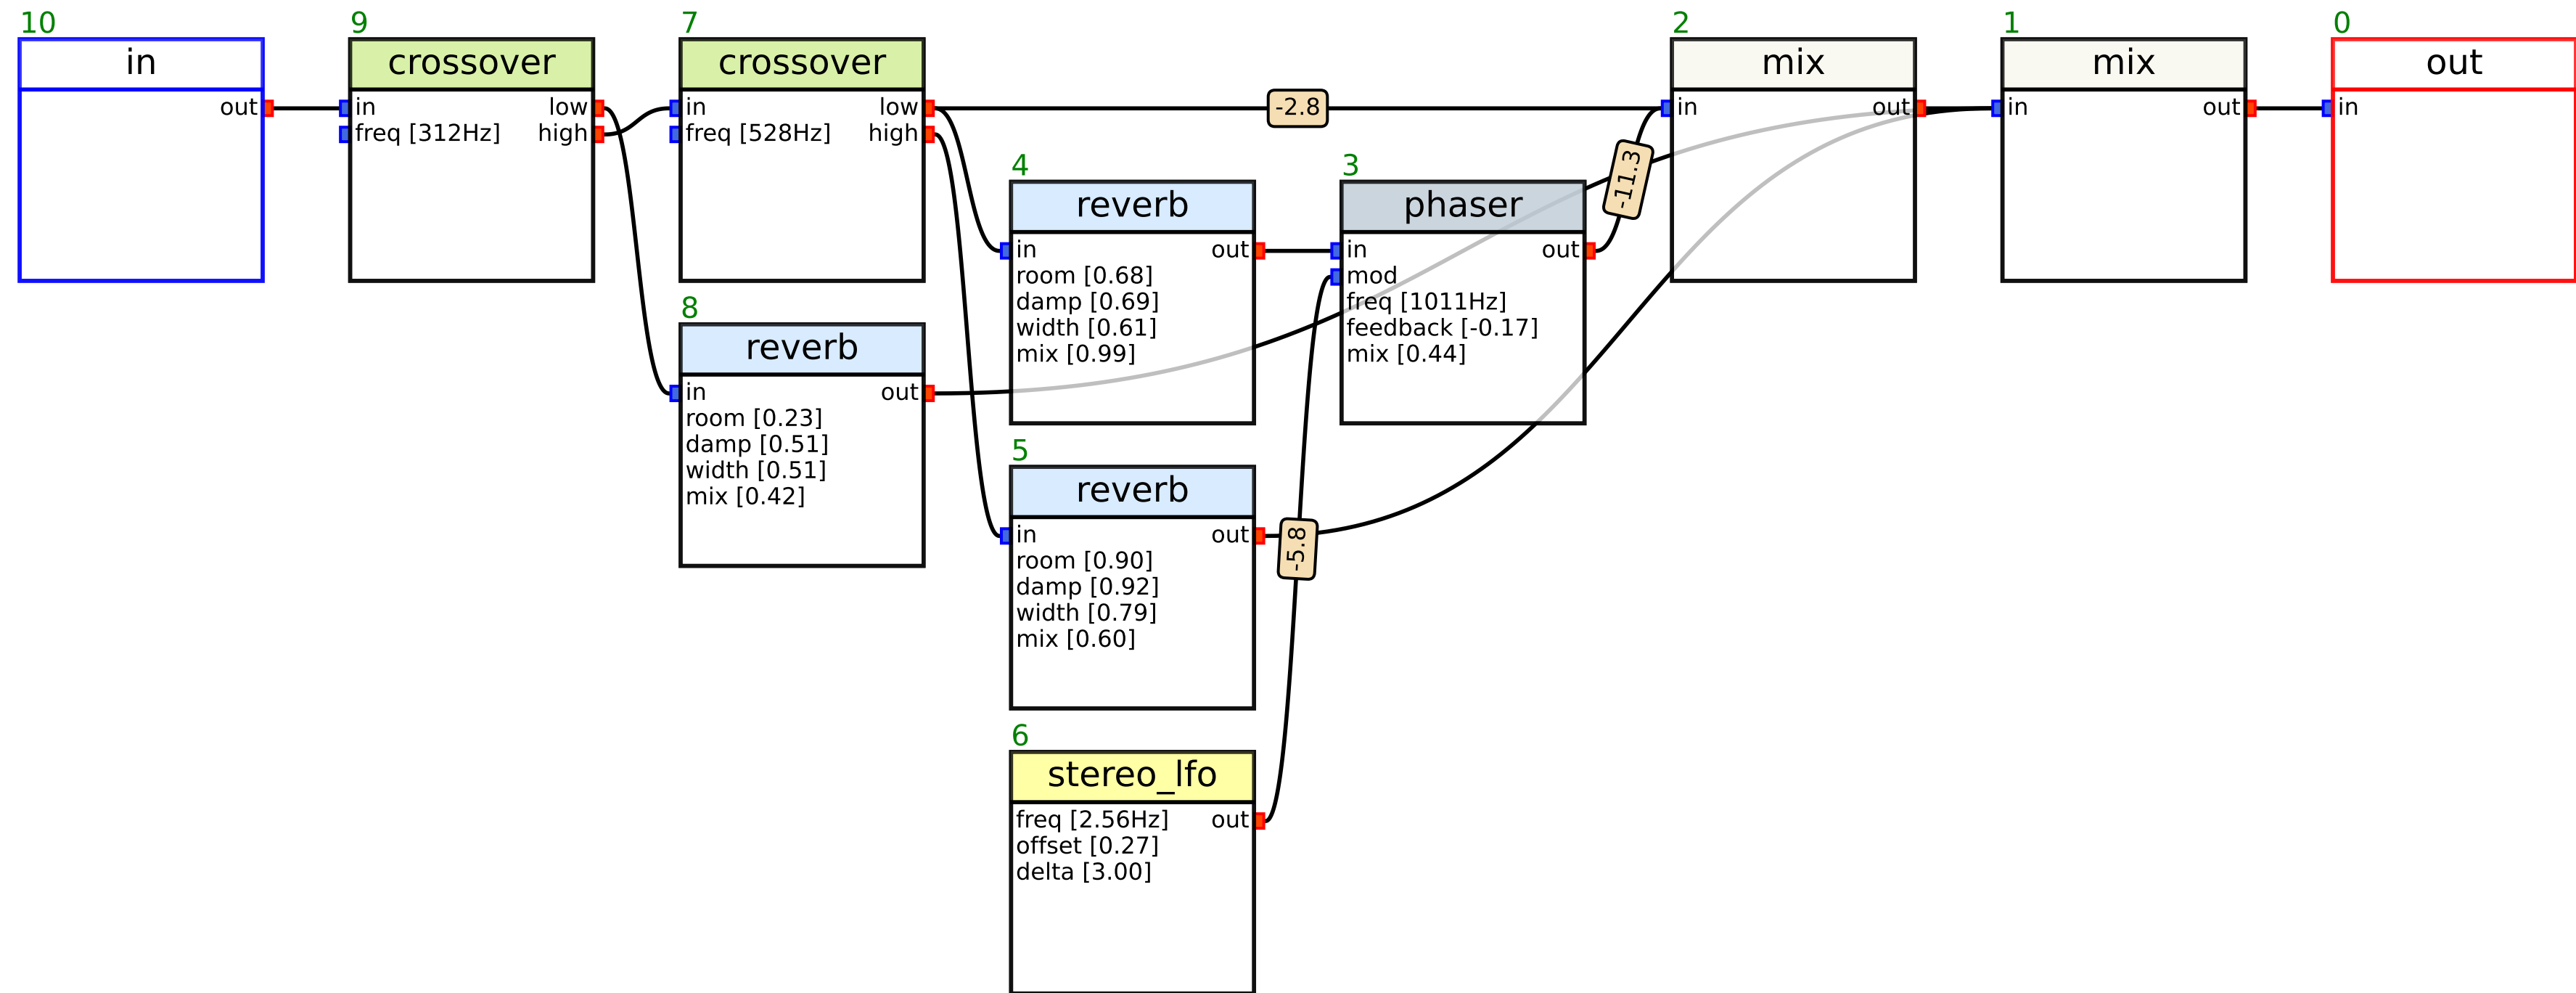 10
in
out
9
crossover
in low
freq [312Hz] high
7
crossover
in low
freq [528Hz] high
-2.8
2
mix
in out
1
mix
in out
0
out
in
4
reverb
in out
room [0.68]
damp [0.69]
width [0.61]
mix [0.99]
3
phaser
in out
mod
freq [1011Hz]
feedback [-0.17]
mix [0.44]
-11.3
8
reverb
in out
room [0.23]
damp [0.51]
width [0.51]
mix [0.42]
5
reverb
in out
room [0.90]
damp [0.92]
width [0.79]
mix [0.60]
-5.8
6
stereo_lfo
freq [2.56Hz] out
offset [0.27]
delta [3.00]